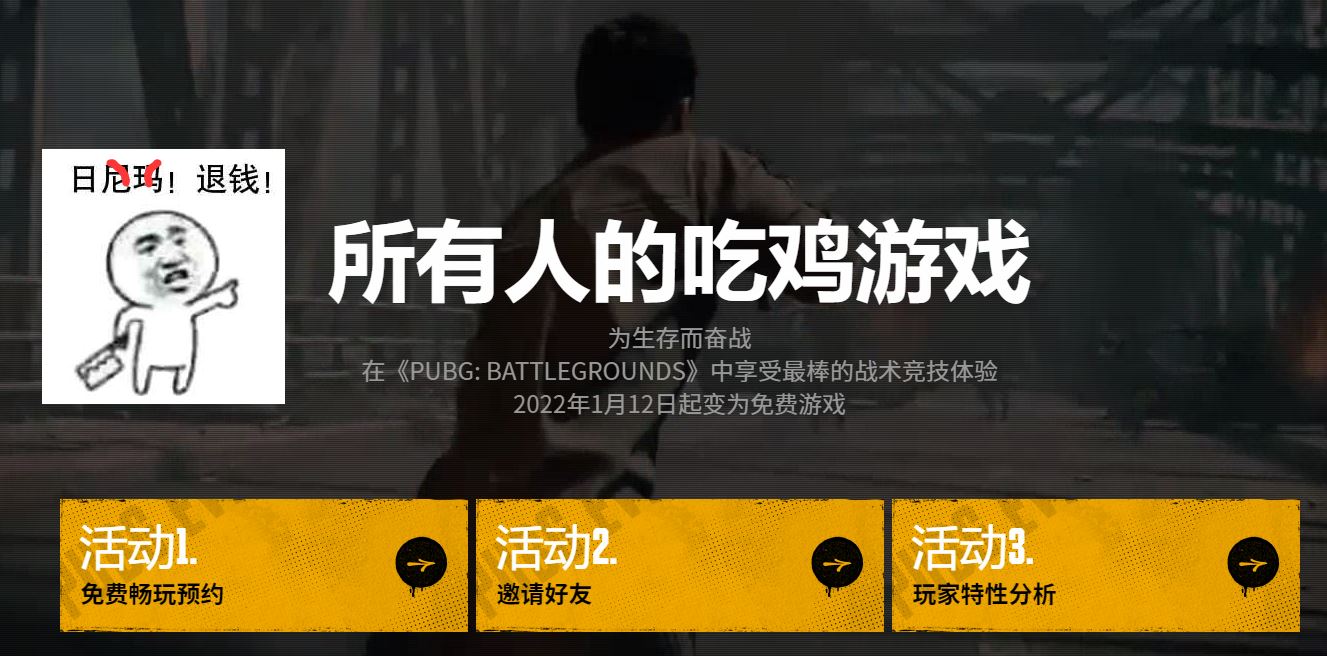 日尼玛！退钱！
所有人的吃鸡游戏
为生存而奋战
在《PUBG: BATTLEGROUNDS》中享受最棒的战术竞技体验
2022年1月12日起变为免费游戏
活动1.
免费畅玩预约
活动2.
邀请好友
活动3.
玩家特性分析